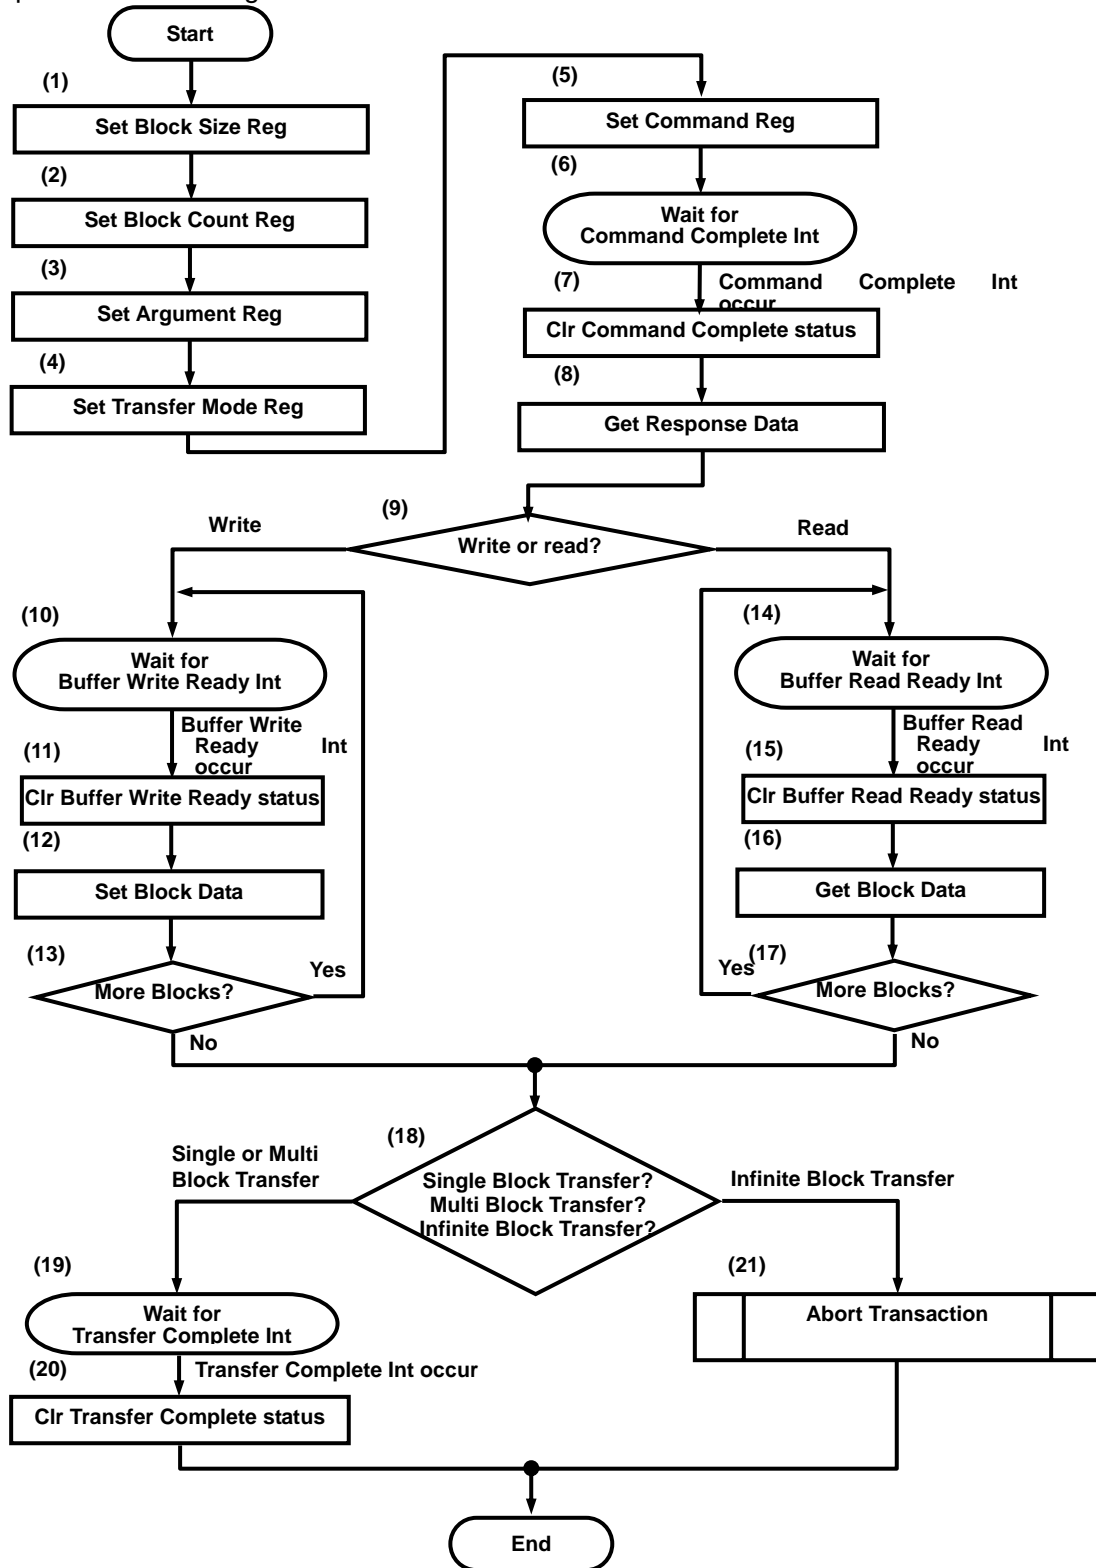 Start
(1)
Set Block Size Reg
(2)
Set Block Count Reg
(3)
Set Argument Reg
(4)
Set Transfer Mode Reg
(5)
Set Command Reg
(6)
Wait for
Command Complete Int
(7)
Command Complete Int
occur
Clr Command Complete status
(8)
Get Response Data
(9)
Write or read?
Write
Read
(10)
Wait for
Buffer Write Ready Int
Buffer Write
Ready Int
occur
(11)
Clr Buffer Write Ready status
(12)
Set Block Data
(13)
More Blocks?
Yes
No
(14)
Wait for
Buffer Read Ready Int
Buffer Read
Ready Int
occur
(15)
Clr Buffer Read Ready status
(16)
Get Block Data
(17)
More Blocks?
Yes
No
(18)
Single Block Transfer?
Multi Block Transfer?
Infinite Block Transfer?
Single or Multi
Block Transfer
Infinite Block Transfer
(19)
Wait for
Transfer Complete Int
(20)
Transfer Complete Int occur
Clr Transfer Complete status
(21)
Abort Transaction
End